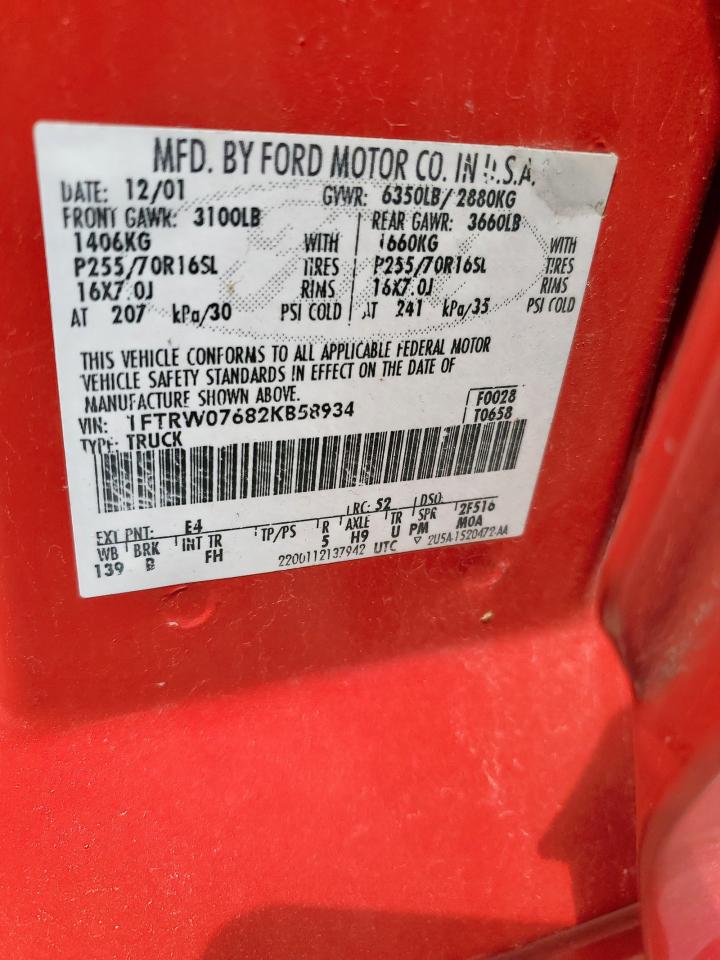 MFD. BY FORD MOTOR CO. IN U.S.A.
DATE: 12/01 GVWR: 6350LB/ 2880KG
FRONT GAWR: 3100LB REAR GAWR: 3660LB
1406KG WITH 1660KG WITH
P255/70R16SL TIRES P255/70R16SL TIRES
16X7.0J RIMS 16X7.0J RIMS
AT 207 kPa/30 PSI COLD AT 241 kPa/35 PSI COLD
THIS VEHICLE CONFORMS TO ALL APPLICABLE FEDERAL MOTOR
VEHICLE SAFETY STANDARDS IN EFFECT ON THE DATE OF
MANUFACTURE SHOWN ABOVE.
VIN: 1FTRW07682KB58934 F0028
TYPE: TRUCK T0658
EXT PNT: E4 RC: 52 DSO: 2F516
WB BRK INT TR TP/PS R AXLE TR SPR MOA
139 B FH 5 H9 U PM
2200112137942 UTC ▽ 2U5A-1520472-AA